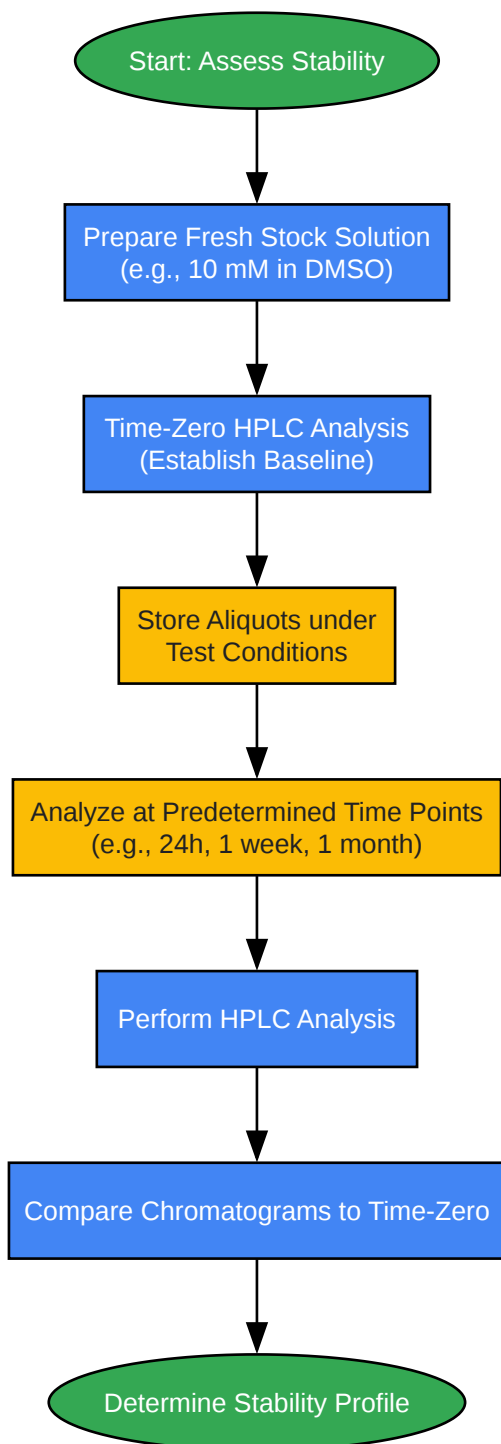 Start: Assess Stability
Prepare Fresh Stock Solution
(e.g., 10 mM in DMSO)
Time-Zero HPLC Analysis
(Establish Baseline)
Store Aliquots under
Test Conditions
Analyze at Predetermined Time Points
(e.g., 24h, 1 week, 1 month)
Perform HPLC Analysis
Compare Chromatograms to Time-Zero
Determine Stability Profile